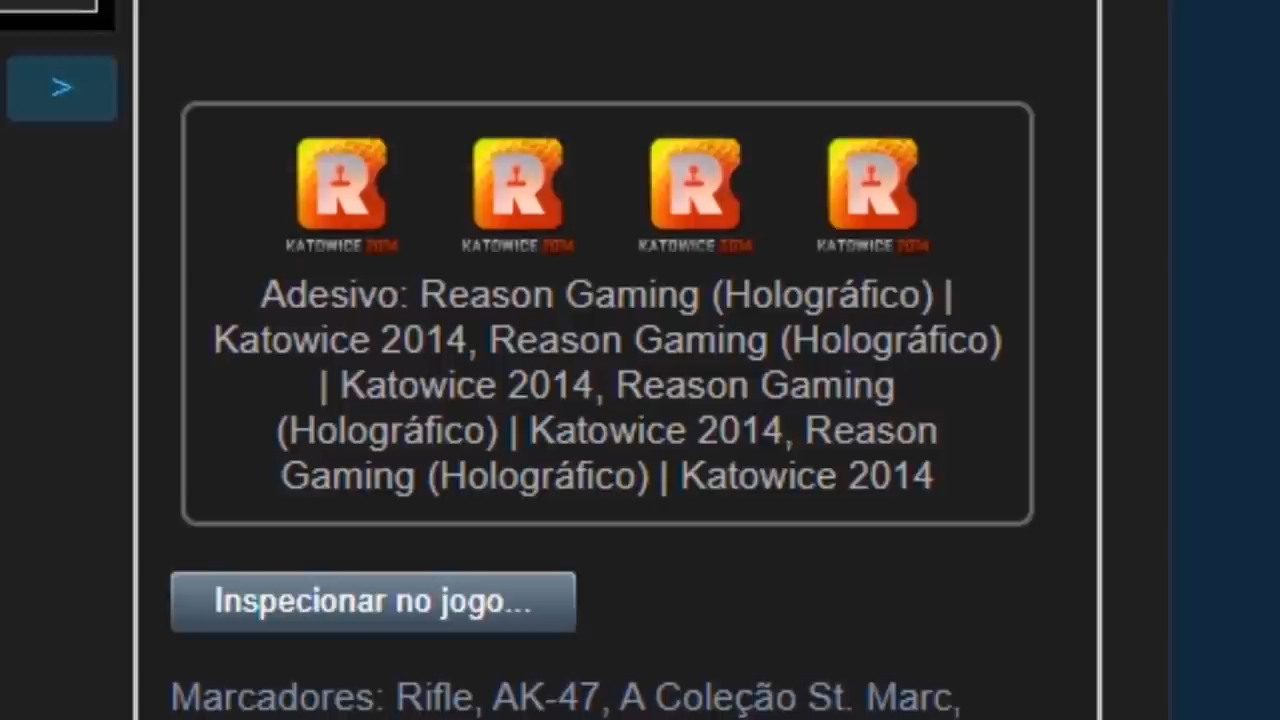 >
R R R R
KATOWICE 2014 KATOWICE 2014 KATOWICE 2014 KATOWICE 2014
Adesivo: Reason Gaming (Holográfico) |
Katowice 2014, Reason Gaming (Holográfico)
| Katowice 2014, Reason Gaming
(Holográfico) | Katowice 2014, Reason
Gaming (Holográfico) | Katowice 2014
Inspecionar no jogo...
Marcadores: Rifle, AK-47, A Coleção St. Marc,